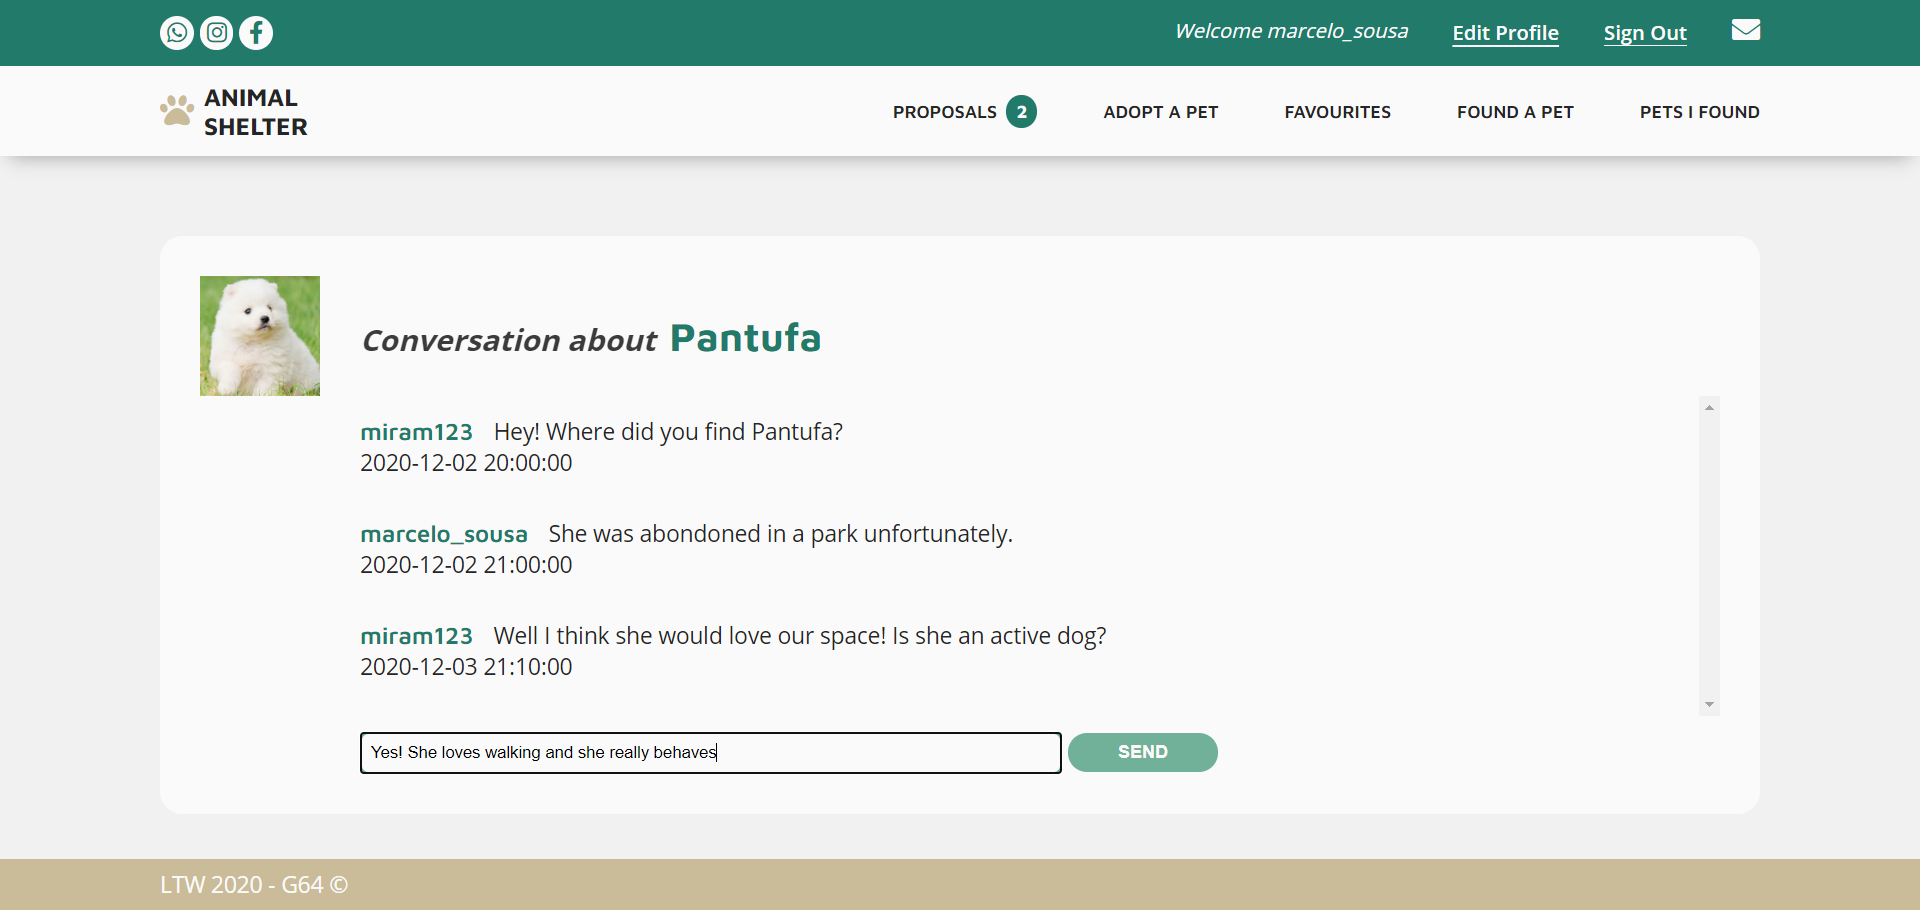 Welcome marcelo_sousa Edit Profile Sign Out
ANIMAL
SHELTER
PROPOSALS 2 ADOPT A PET FAVOURITES FOUND A PET PETS I FOUND
Conversation about Pantufa
miram123 Hey! Where did you find Pantufa?
2020-12-02 20:00:00
marcelo_sousa She was abondoned in a park unfortunately.
2020-12-02 21:00:00
miram123 Well I think she would love our space! Is she an active dog?
2020-12-03 21:10:00
Yes! She loves walking and she really behaves SEND
LTW 2020 - G64 ©